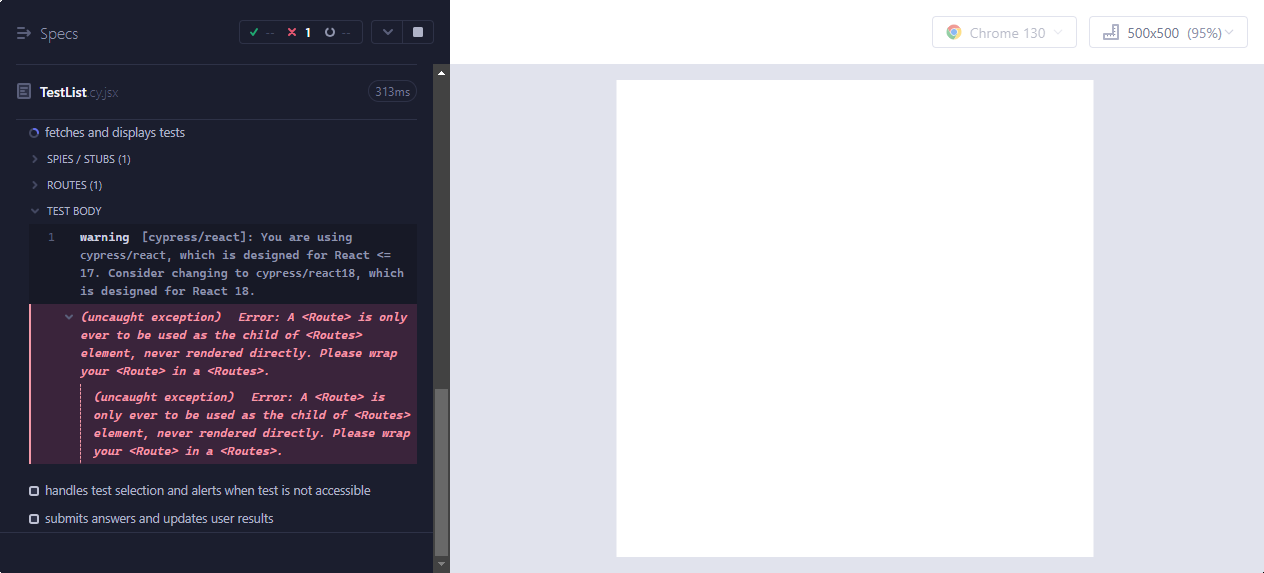 Specs
-- 1 --
Chrome 130
500x500 (95%)
TestList.cy.jsx
313ms
fetches and displays tests
SPIES / STUBS (1)
ROUTES (1)
TEST BODY
1 warning [cypress/react]: You are using
cypress/react, which is designed for React <=
17. Consider changing to cypress/react18, which
is designed for React 18.
(uncaught exception) Error: A <Route> is only
ever to be used as the child of <Routes>
element, never rendered directly. Please wrap
your <Route> in a <Routes>.
(uncaught exception) Error: A <Route> is
only ever to be used as the child of <Routes>
element, never rendered directly. Please wrap
your <Route> in a <Routes>.
handles test selection and alerts when test is not accessible
submits answers and updates user results